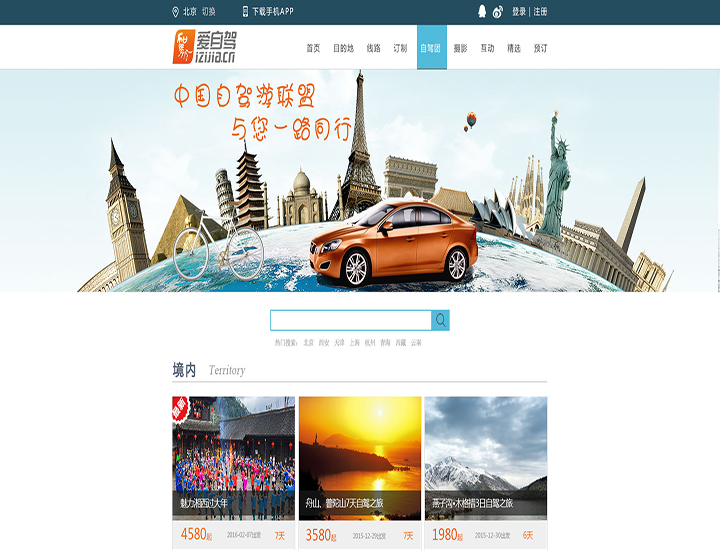 北京 切换 下载手机APP 登录 | 注册
爱自驾
izijia.cn
首页 目的地 线路 订制 自驾团 摄影 互动 精选 预订
中国自驾游联盟
与您一路同行
热门搜索: 北京 西安 天津 上海 杭州 青海 西藏 云南
境内 Territory
魅力湘西过大年
舟山、普陀山7天自驾之旅
燕子沟•木格措3日自驾之旅
4580起 2016-02-07出发 7天
3580起 2015-12-29出发 7天
1980起 2015-12-30出发 6天